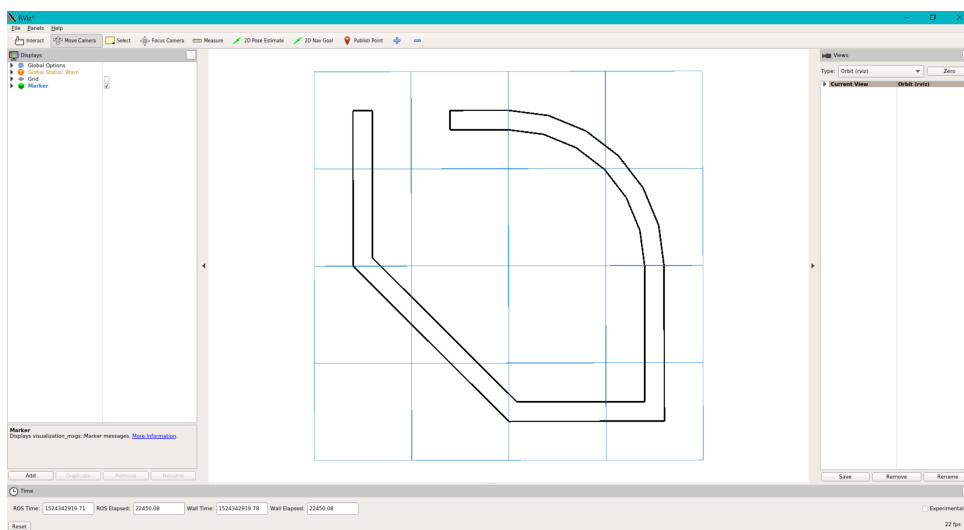 RViz*
File Panels Help
Interact Move Camera Select Focus Camera Measure 2D Pose Estimate 2D Nav Goal Publish Point
Displays
Global Options
Global Status: Warn
Grid
Marker
Marker
Displays visualization_msgs::Marker messages. More Information.
Add Duplicate Remove Rename
Views
Type: Orbit (rviz) Zero
Current View Orbit (rviz)
Save Remove Rename
Time
ROS Time: 1524342919.71 ROS Elapsed: 22450.08 Wall Time: 1524342919.78 Wall Elapsed: 22450.08 Experimental
Reset 22 fps